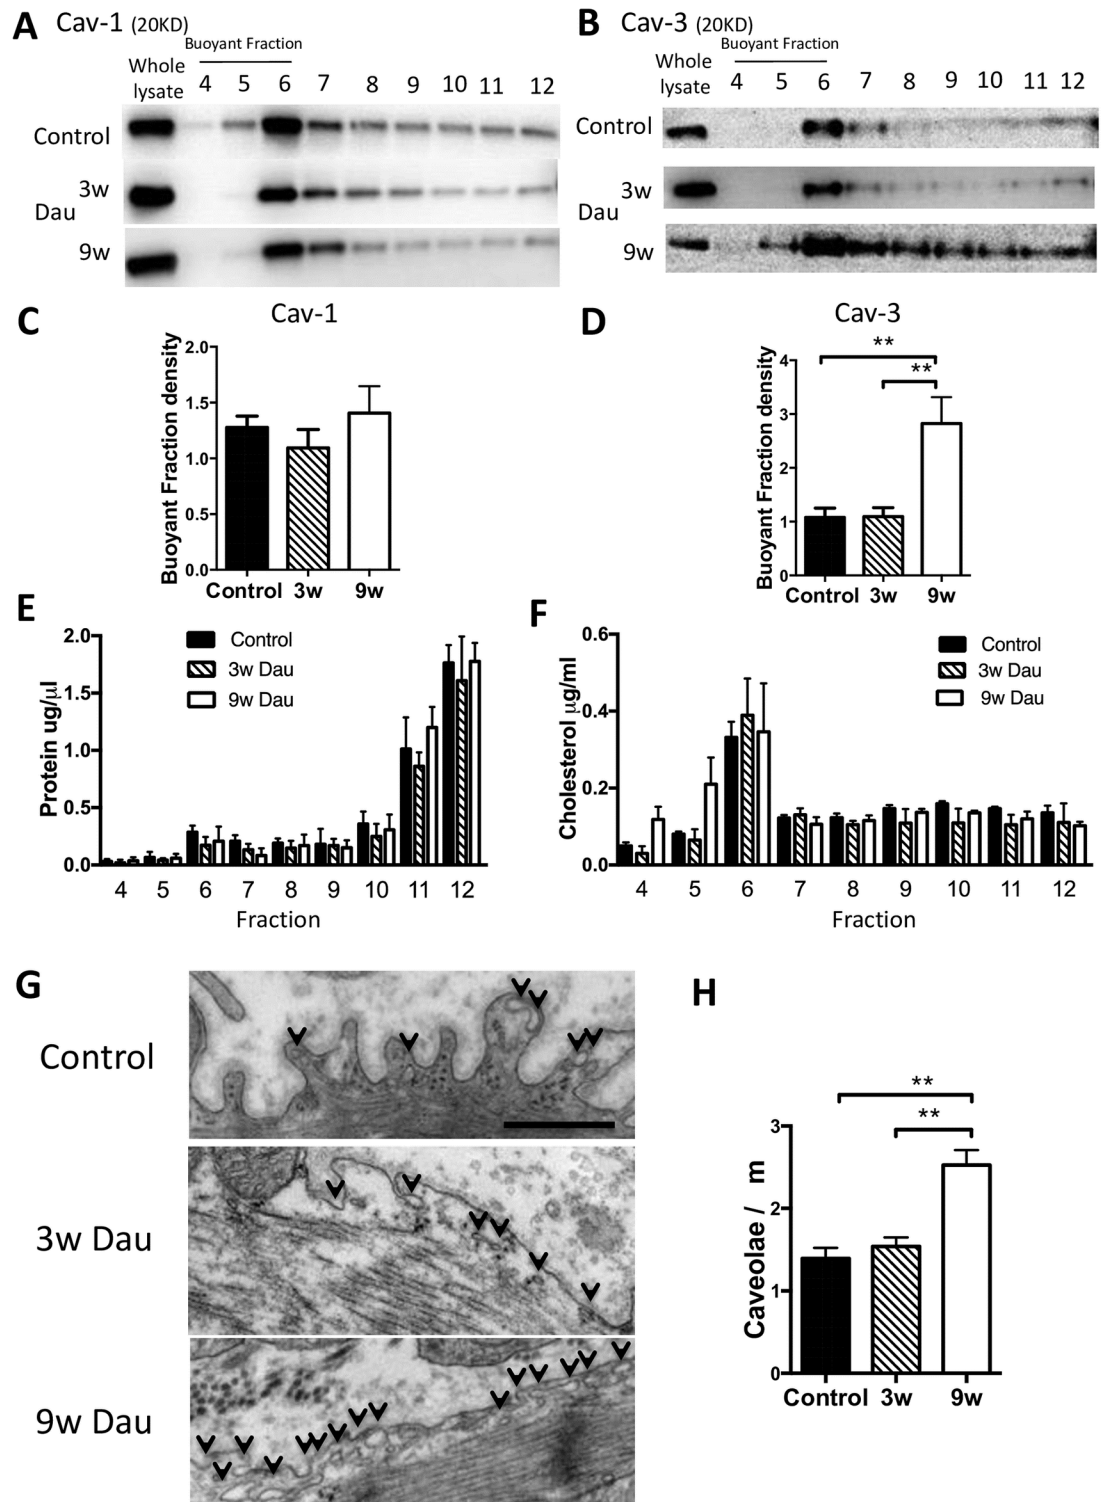 A Cav-1 (20KD)
Buoyant Fraction
Whole lysate 4 5 6 7 8 9 10 11 12
Control
3w
Dau
9w
B Cav-3 (20KD)
Buoyant Fraction
Whole lysate 4 5 6 7 8 9 10 11 12
Control
3w
Dau
9w
C Cav-1
Buoyant Fraction density
2.0
1.5
1.0
0.5
0.0
Control 3w 9w
D Cav-3
**
**
Buoyant Fraction density
4
3
2
1
0
Control 3w 9w
E
Control
3w Dau
9w Dau
Protein ug/μl
2.0
1.5
1.0
0.5
0.0
4 5 6 7 8 9 10 11 12
Fraction
F
Control
3w Dau
9w Dau
Cholesterol μg/ml
0.6
0.4
0.2
0.0
4 5 6 7 8 9 10 11 12
Fraction
G
Control
3w Dau
9w Dau
H
**
**
Caveolae / m
3
2
1
0
Control 3w 9w